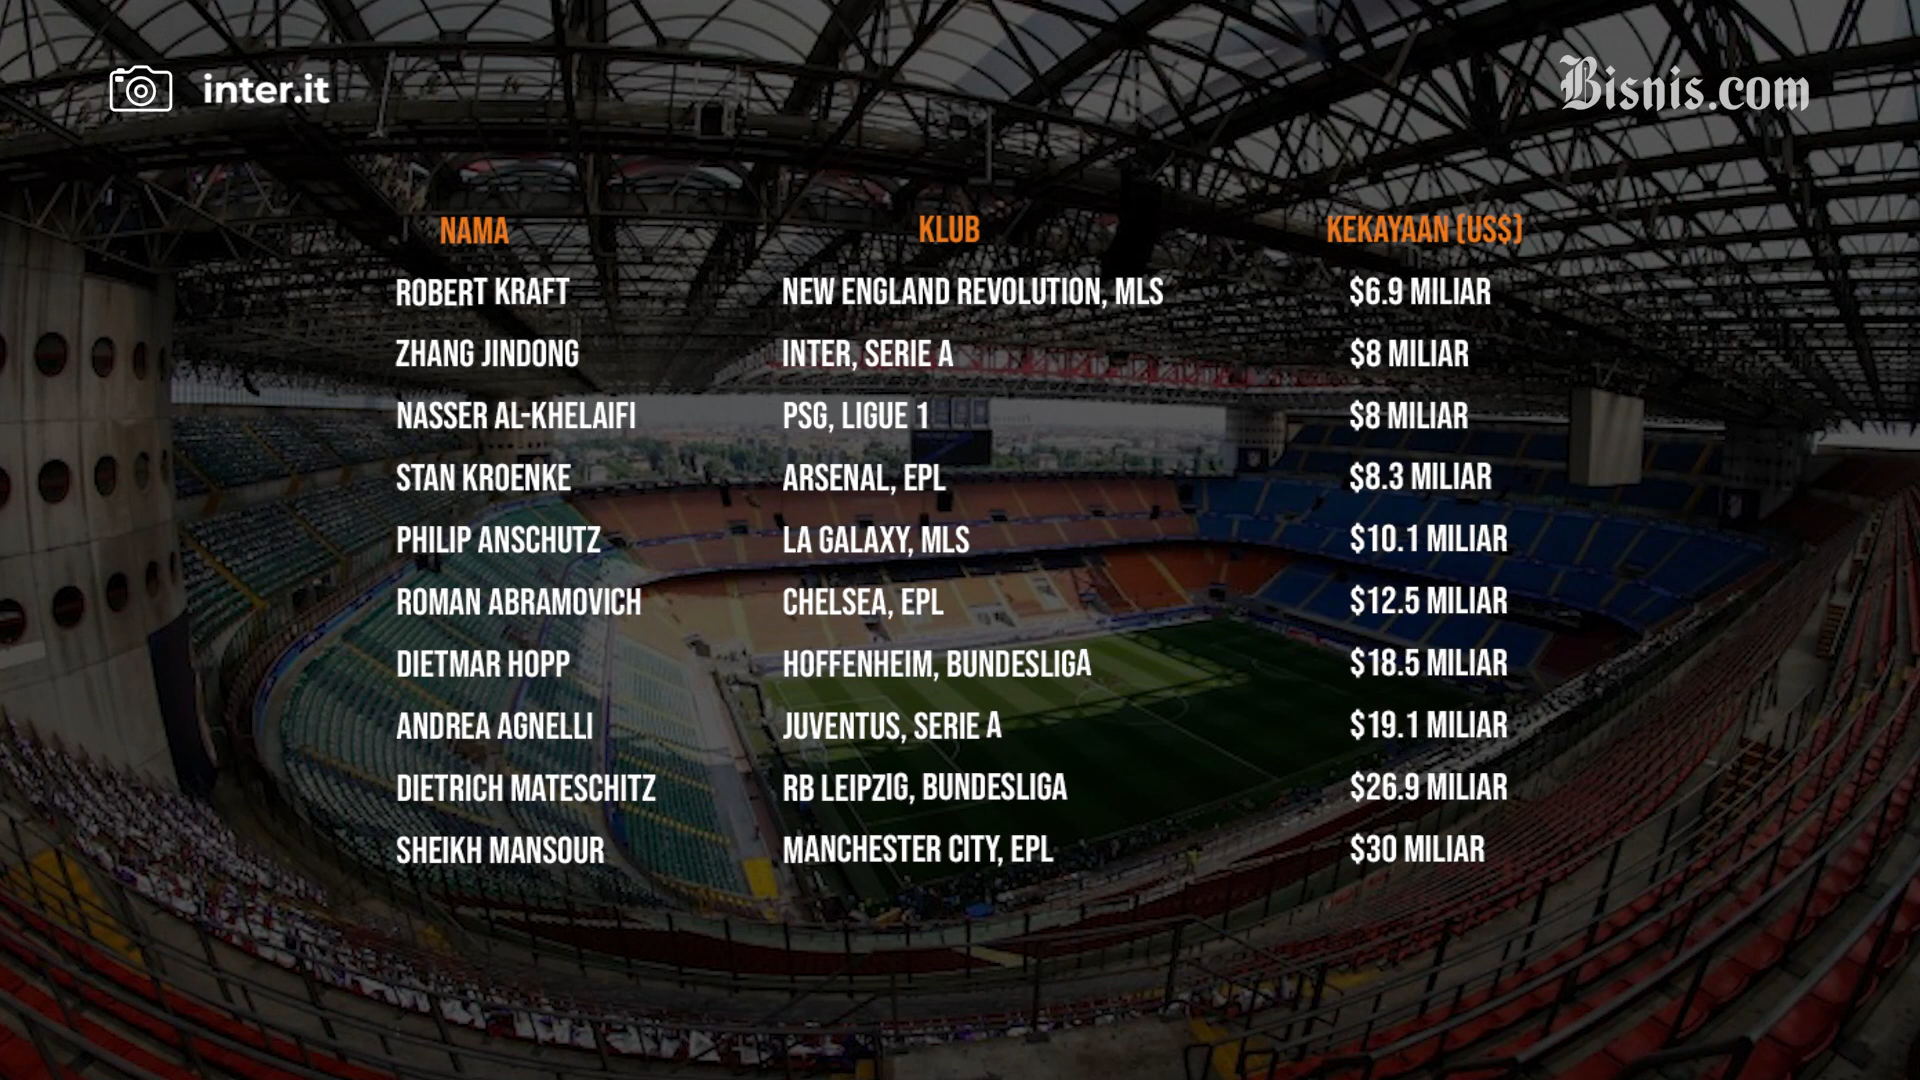 inter.it
Bisnis.com
NAMA KLUB KEKAYAAN (US$)
ROBERT KRAFT NEW ENGLAND REVOLUTION, MLS $6.9 MILIAR
ZHANG JINDONG INTER, SERIE A $8 MILIAR
NASSER AL-KHELAIFI PSG, LIGUE 1 $8 MILIAR
STAN KROENKE ARSENAL, EPL $8.3 MILIAR
PHILIP ANSCHUTZ LA GALAXY, MLS $10.1 MILIAR
ROMAN ABRAMOVICH CHELSEA, EPL $12.5 MILIAR
DIETMAR HOPP HOFFENHEIM, BUNDESLIGA $18.5 MILIAR
ANDREA AGNELLI JUVENTUS, SERIE A $19.1 MILIAR
DIETRICH MATESCHITZ RB LEIPZIG, BUNDESLIGA $26.9 MILIAR
SHEIKH MANSOUR MANCHESTER CITY, EPL $30 MILIAR